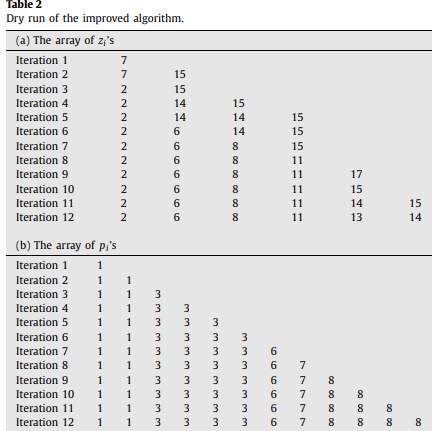 Table 2
Dry run of the improved algorithm.
(a) The array of zᵢ's
Iteration 1 7
Iteration 2 7 15
Iteration 3 2 15
Iteration 4 2 14 15
Iteration 5 2 14 14 15
Iteration 6 2 6 14 15
Iteration 7 2 6 8 15
Iteration 8 2 6 8 11
Iteration 9 2 6 8 11 17
Iteration 10 2 6 8 11 15
Iteration 11 2 6 8 11 14 15
Iteration 12 2 6 8 11 13 14
(b) The array of pᵢ's
Iteration 1 1
Iteration 2 1 1
Iteration 3 1 1 3
Iteration 4 1 1 3 3
Iteration 5 1 1 3 3 3
Iteration 6 1 1 3 3 3 3
Iteration 7 1 1 3 3 3 3 6
Iteration 8 1 1 3 3 3 3 6 7
Iteration 9 1 1 3 3 3 3 6 7 8
Iteration 10 1 1 3 3 3 3 6 7 8 8
Iteration 11 1 1 3 3 3 3 6 7 8 8 8
Iteration 12 1 1 3 3 3 3 6 7 8 8 8 8